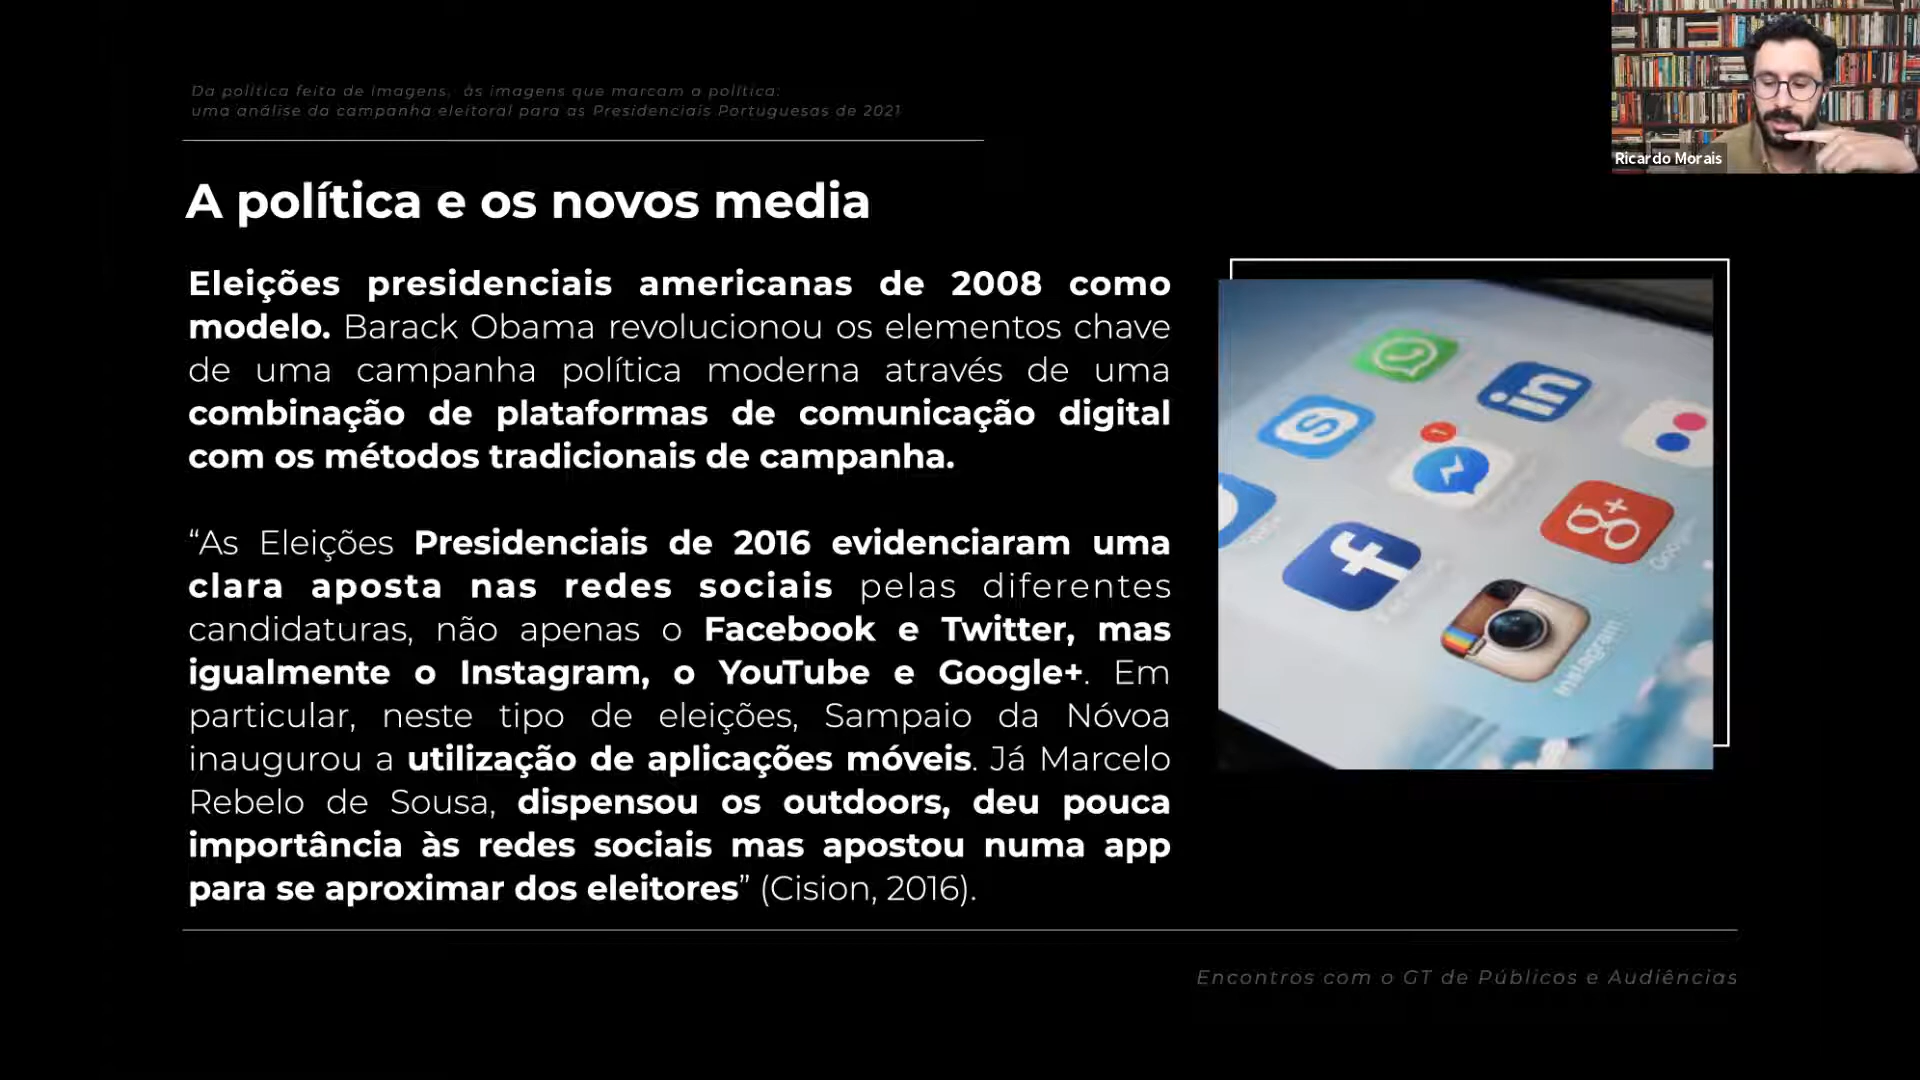 Da política feita de Imagens, às imagens que marcam a política:
uma análise da campanha eleitoral para as Presidenciais Portuguesas de 2021
Ricardo Morais
A política e os novos media
Eleições presidenciais americanas de 2008 como
modelo. Barack Obama revolucionou os elementos chave
de uma campanha política moderna através de uma
combinação de plataformas de comunicação digital
com os métodos tradicionais de campanha.
“As Eleições Presidenciais de 2016 evidenciaram uma
clara aposta nas redes sociais pelas diferentes
candidaturas, não apenas o Facebook e Twitter, mas
igualmente o Instagram, o YouTube e Google+. Em
particular, neste tipo de eleições, Sampaio da Nóvoa
inaugurou a utilização de aplicações móveis. Já Marcelo
Rebelo de Sousa, dispensou os outdoors, deu pouca
importância às redes sociais mas apostou numa app
para se aproximar dos eleitores” (Cision, 2016).
in
g+
Google+
f
Instagram
Encontros com o GT de Públicos e Audiências